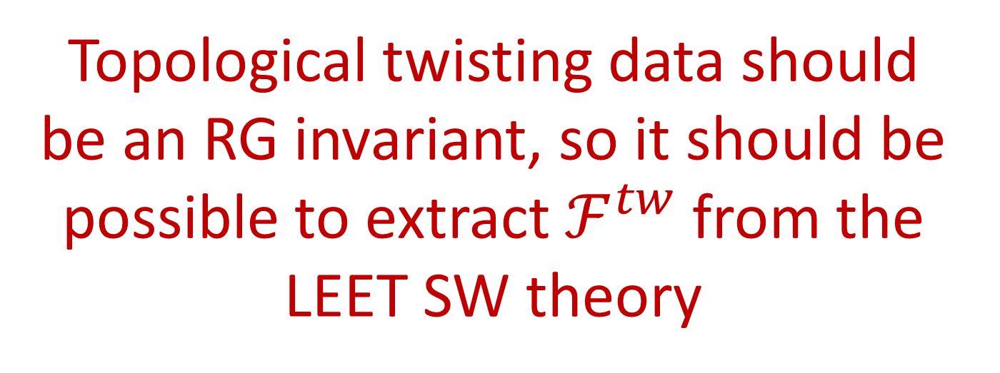 Topological twisting data should
be an RG invariant, so it should be
possible to extract ℱ^{tw} from the
LEET SW theory